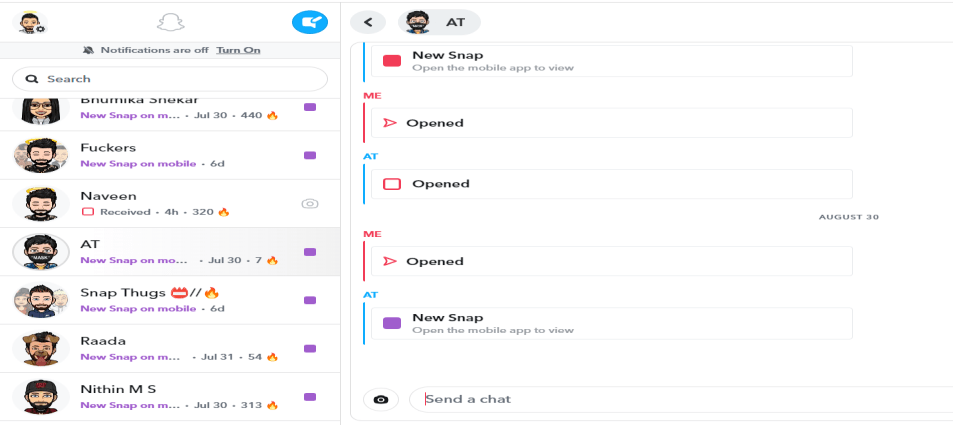 Notifications are off Turn On
Search
Bhumika Shekar
New Snap on m... · Jul 30 · 440 🔥
Fuckers
New Snap on mobile · 6d
Naveen
Received · 4h · 320 🔥
AT
New Snap on mo... · Jul 30 · 7 🔥
Snap Thugs 📛//🔥
New Snap on mobile · 6d
Raada
New Snap on m... · Jul 31 · 54 🔥
Nithin M S
New Snap on m... · Jul 30 · 313 🔥
AT
New Snap
Open the mobile app to view
ME
Opened
AT
Opened
AUGUST 30
ME
Opened
AT
New Snap
Open the mobile app to view
Send a chat